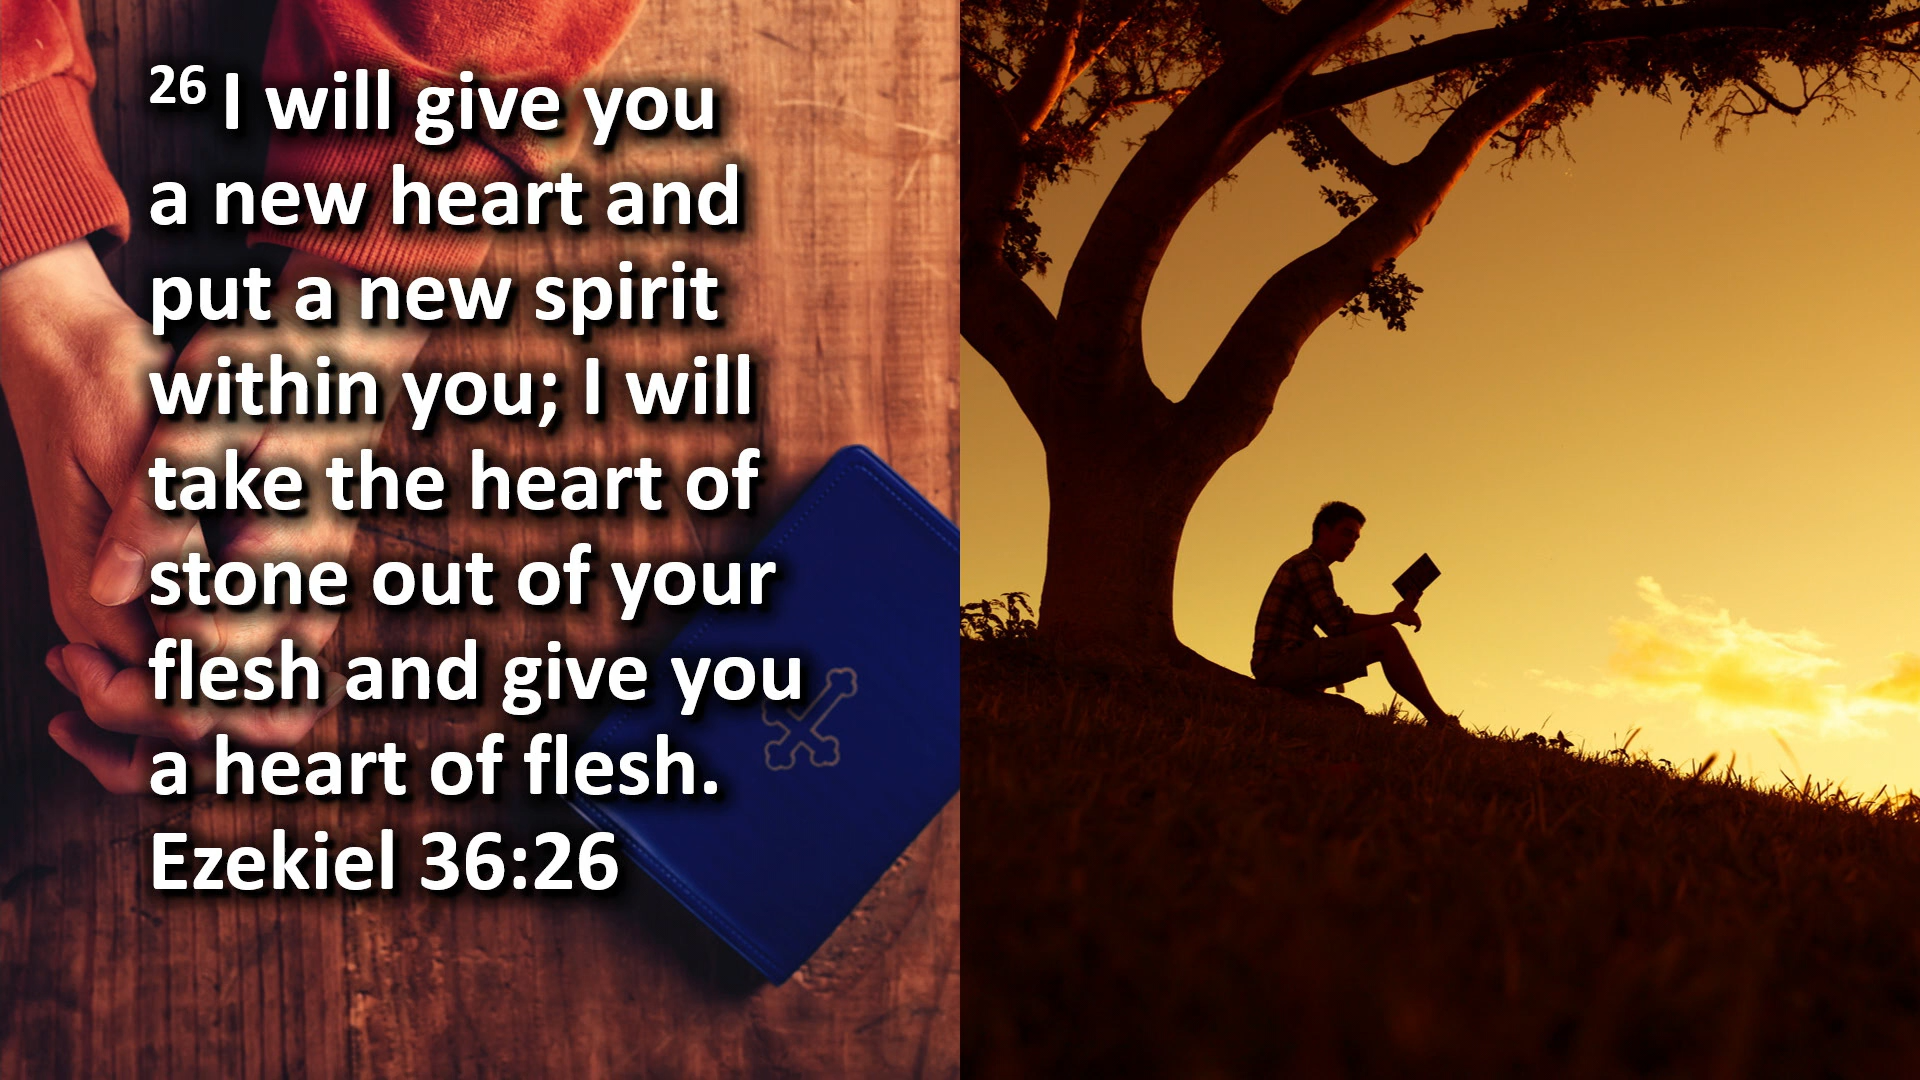 26 I will give you
a new heart and
put a new spirit
within you; I will
take the heart of
stone out of your
flesh and give you
a heart of flesh.
Ezekiel 36:26